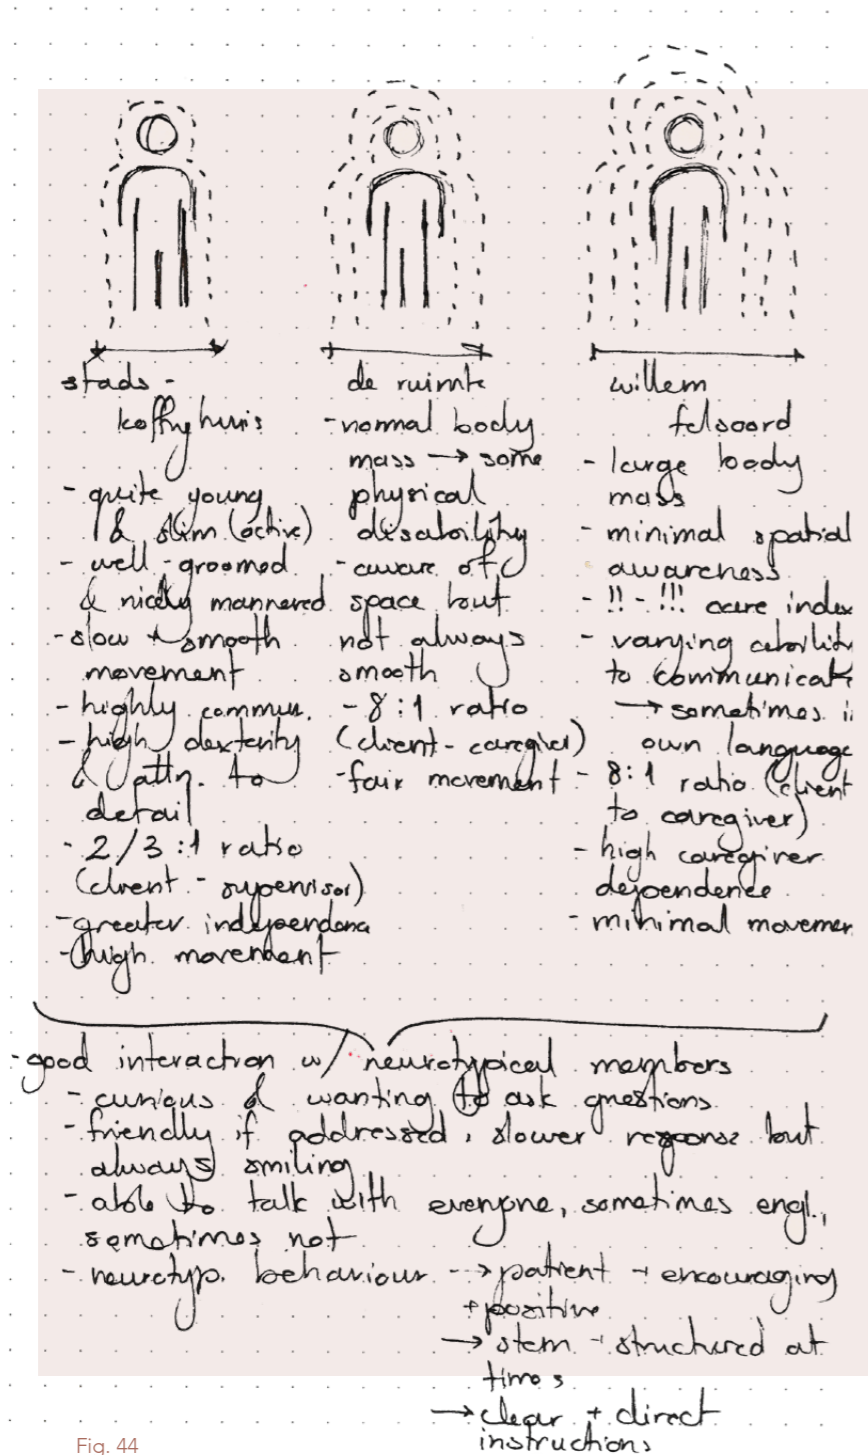 stads -
koffyhuis
- quite young
& slim (active)
- well-groomed
& nicely mannered
- slow + smooth
movement
- highly commun.
- high dexterity
& attn. to
detail
- 2/3 :1 ratio
(client - supervisor)
- greater independenc
- high movement
de ruimte
- normal body
mass → some
physical
disability
- aware of
space but
not always
smooth
- 8:1 ratio
(client - caregiver)
- fair movement
willem
felsoord
- large body
mass
- minimal spatial
awareness
- !! - !!! care index
- varying abilit
to communicat
→ sometimes i
own language
- 8:1 ratio (client
to caregiver)
- high caregiver
dependence
- minimal movemen
- good interaction w/ neurotypical members
- curious & wanting to ask questions
- friendly if addressed, slower response but
always smiling
- able to talk with everyone, sometimes engl.,
sometimes not
- neurotyp. behaviour → patient + encouraging
+ positive
→ stern + structured at
times
→ clear + direct
instructions
Fig. 44